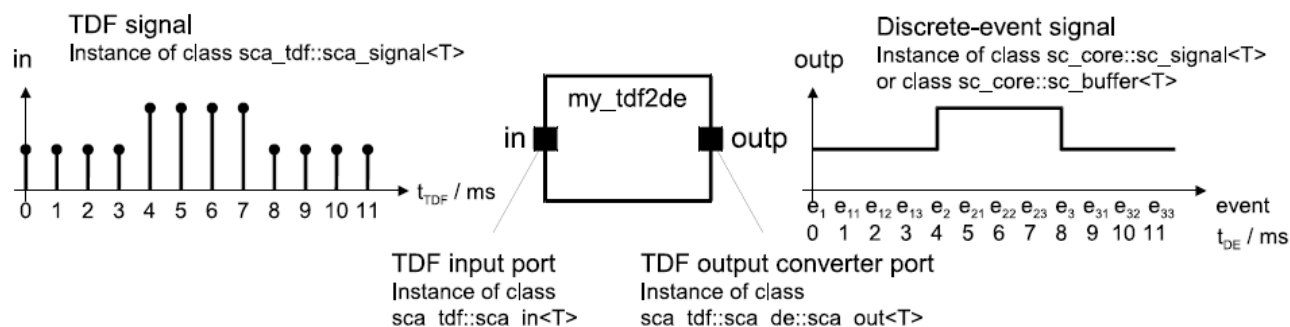 TDF signal
Instance of class sca_tdf::sca_signal<T>
in
my_tdf2de
in
outp
t_TDF / ms
0 1 2 3 4 5 6 7 8 9 10 11
TDF input port
Instance of class
sca_tdf::sca_in<T>
TDF output converter port
Instance of class
sca_tdf::sca_de::sca_out<T>
Discrete-event signal
Instance of class sc_core::sc_signal<T>
or class sc_core::sc_buffer<T>
outp
e1 e11 e12 e13 e2 e21 e22 e23 e3 e31 e32 e33 event
0 1 2 3 4 5 6 7 8 9 10 11 t_DE / ms